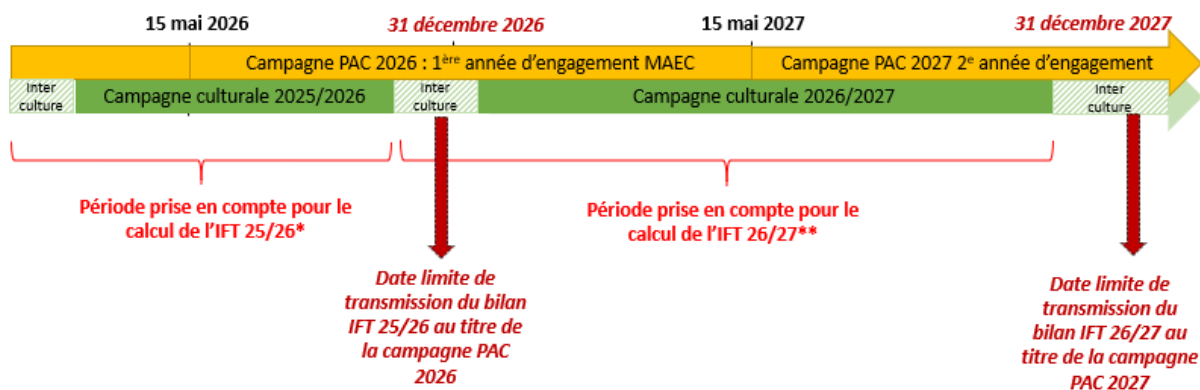 15 mai 2026
31 décembre 2026
15 mai 2027
31 décembre 2027
Campagne PAC 2026 : 1ère année d'engagement MAEC
Campagne PAC 2027 2e année d'engagement
Inter
culture
Campagne culturale 2025/2026
Inter
culture
Campagne culturale 2026/2027
Inter
culture
Période prise en compte pour le
calcul de l'IFT 25/26*
Période prise en compte pour le
calcul de l'IFT 26/27**
Date limite de
transmission du bilan
IFT 25/26 au titre de
la campagne PAC
2026
Date limite de
transmission du
bilan IFT 26/27 au
titre de la campagne
PAC 2027